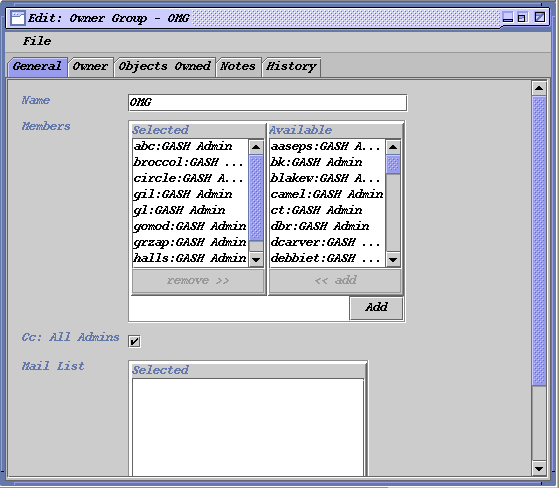 Edit: Owner Group - OMG
File
General Owner Objects Owned Notes History
Name OMG
Members
Selected Available
abc:GASH Admin aaseps:GASH A...
broccol:GASH ... bk:GASH Admin
circle:GASH A... blakew:GASH A...
gil:GASH Admin camel:GASH Admin
gl:GASH Admin ct:GASH Admin
gomod:GASH Admin dbr:GASH Admin
grzap:GASH Admin dcarver:GASH ...
halls:GASH Admin debbiet:GASH ...
remove >> << add
Add
Cc: All Admins
Mail List Selected